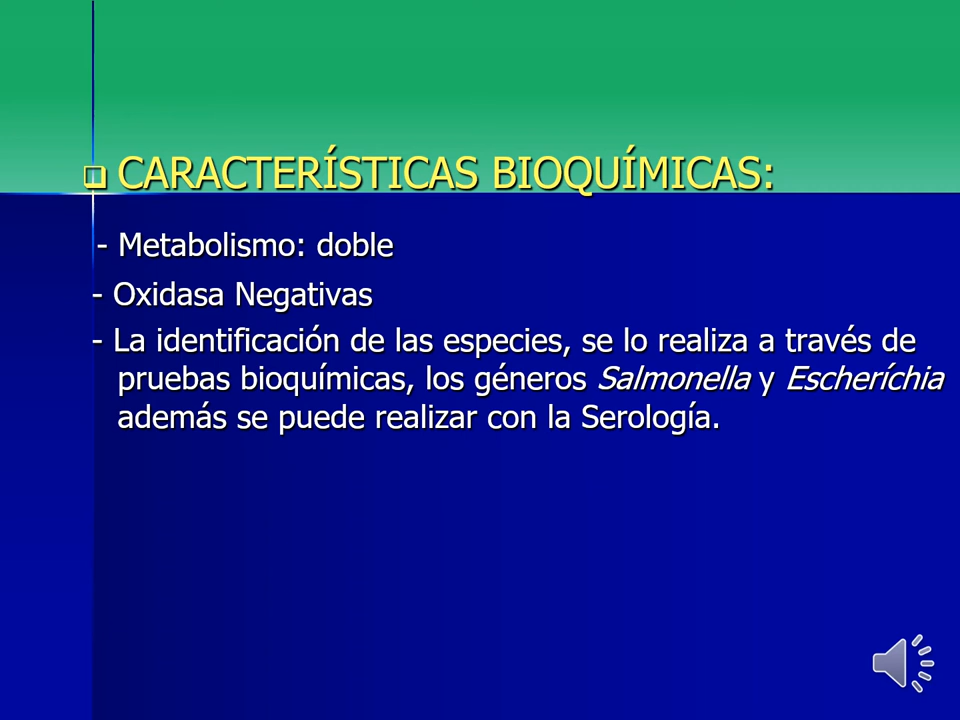 ❑ CARACTERÍSTICAS BIOQUÍMICAS:
- Metabolismo: doble
- Oxidasa Negativas
- La identificación de las especies, se lo realiza a través de
pruebas bioquímicas, los géneros Salmonella y Escheríchia
además se puede realizar con la Serología.